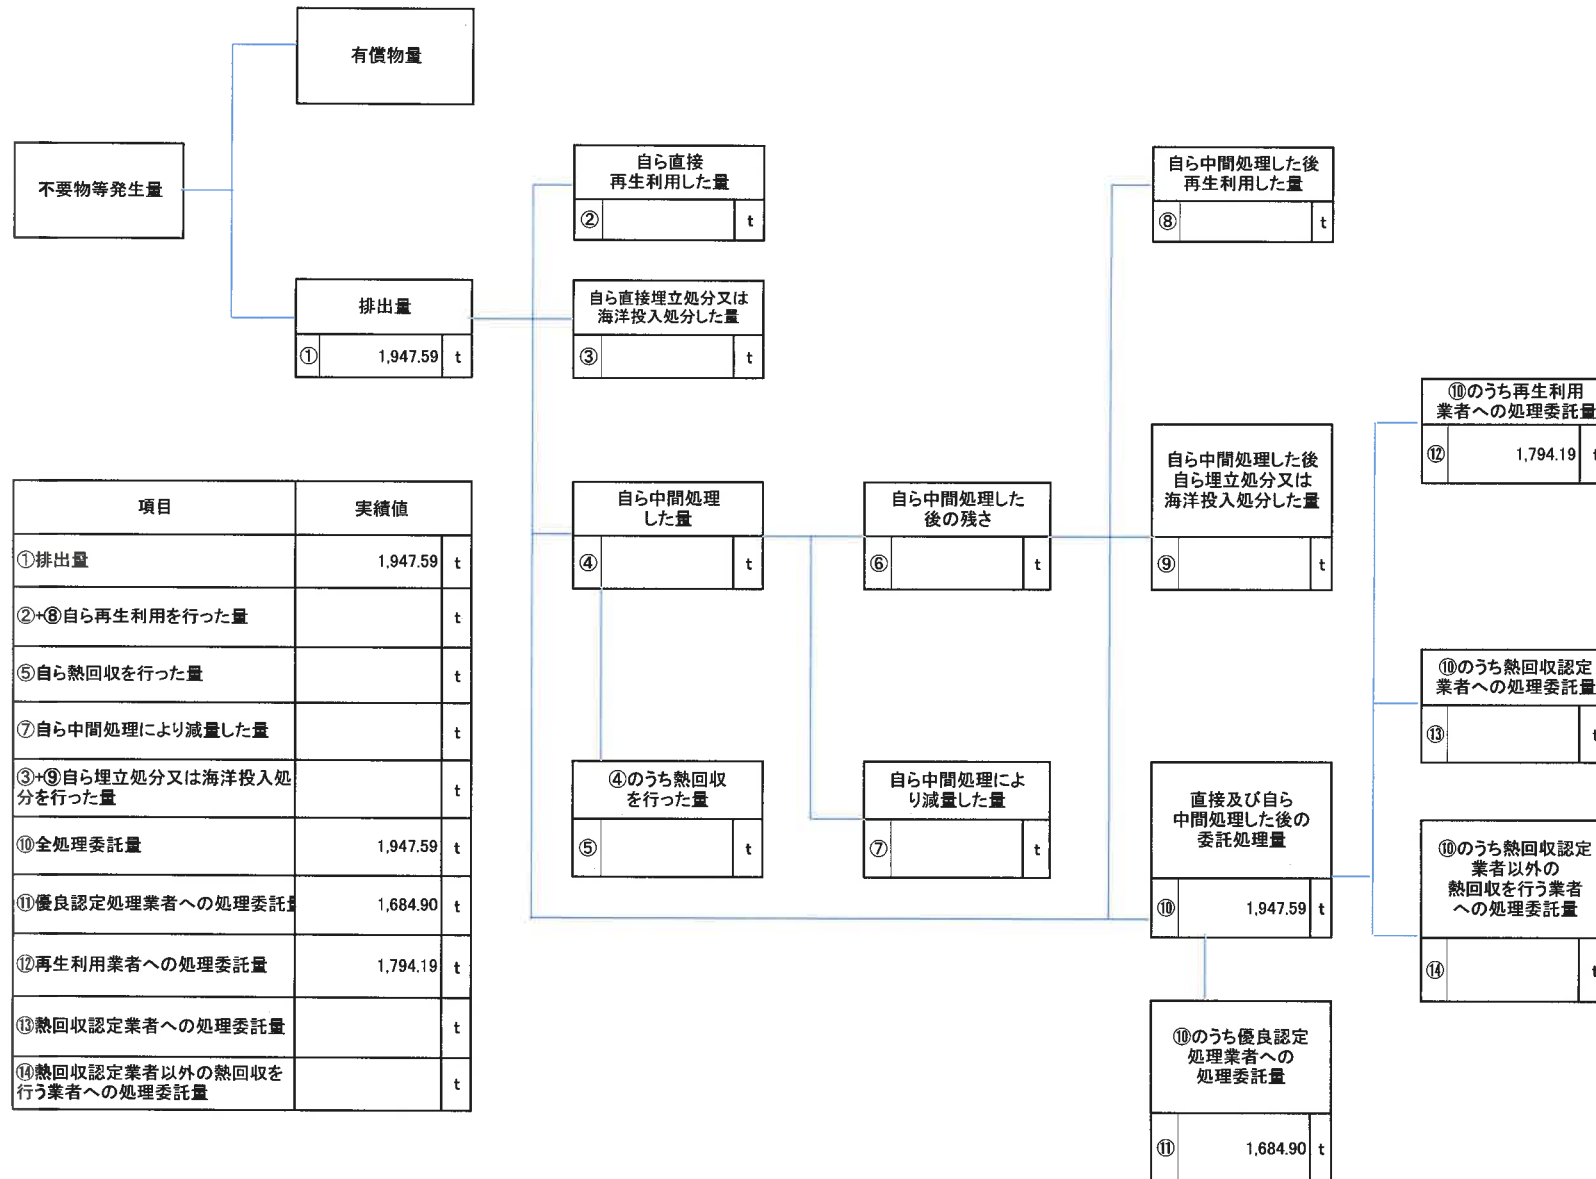 有償物量
不要物等発生量
自ら直接
再生利用した量
② t
自ら中間処理した後
再生利用した量
⑧ t
排出量
① 1,947.59 t
自ら直接埋立処分又は
海洋投入処分した量
③ t
⑩のうち再生利用
業者への処理委託量
⑫ 1,794.19 t
自ら中間処理
した量
④ t
自ら中間処理した
後の残さ
⑥ t
自ら中間処理した後
自ら埋立処分又は
海洋投入処分した量
⑨ t
⑩のうち熱回収認定
業者への処理委託量
⑬ t
④のうち熱回収
を行った量
⑤ t
自ら中間処理によ
り減量した量
⑦ t
直接及び自ら
中間処理した後の
委託処理量
⑩ 1,947.59 t
⑩のうち熱回収認定
業者以外の
熱回収を行う業者
への処理委託量
⑭ t
⑩のうち優良認定
処理業者への
処理委託量
⑪ 1,684.90 t
項目 実績値
①排出量 1,947.59 t
②+⑧自ら再生利用を行った量 t
⑤自ら熱回収を行った量 t
⑦自ら中間処理により減量した量 t
③+⑨自ら埋立処分又は海洋投入処
分を行った量 t
⑩全処理委託量 1,947.59 t
⑪優良認定処理業者への処理委託量 1,684.90 t
⑫再生利用業者への処理委託量 1,794.19 t
⑬熱回収認定業者への処理委託量 t
⑭熱回収認定業者以外の熱回収を
行う業者への処理委託量 t